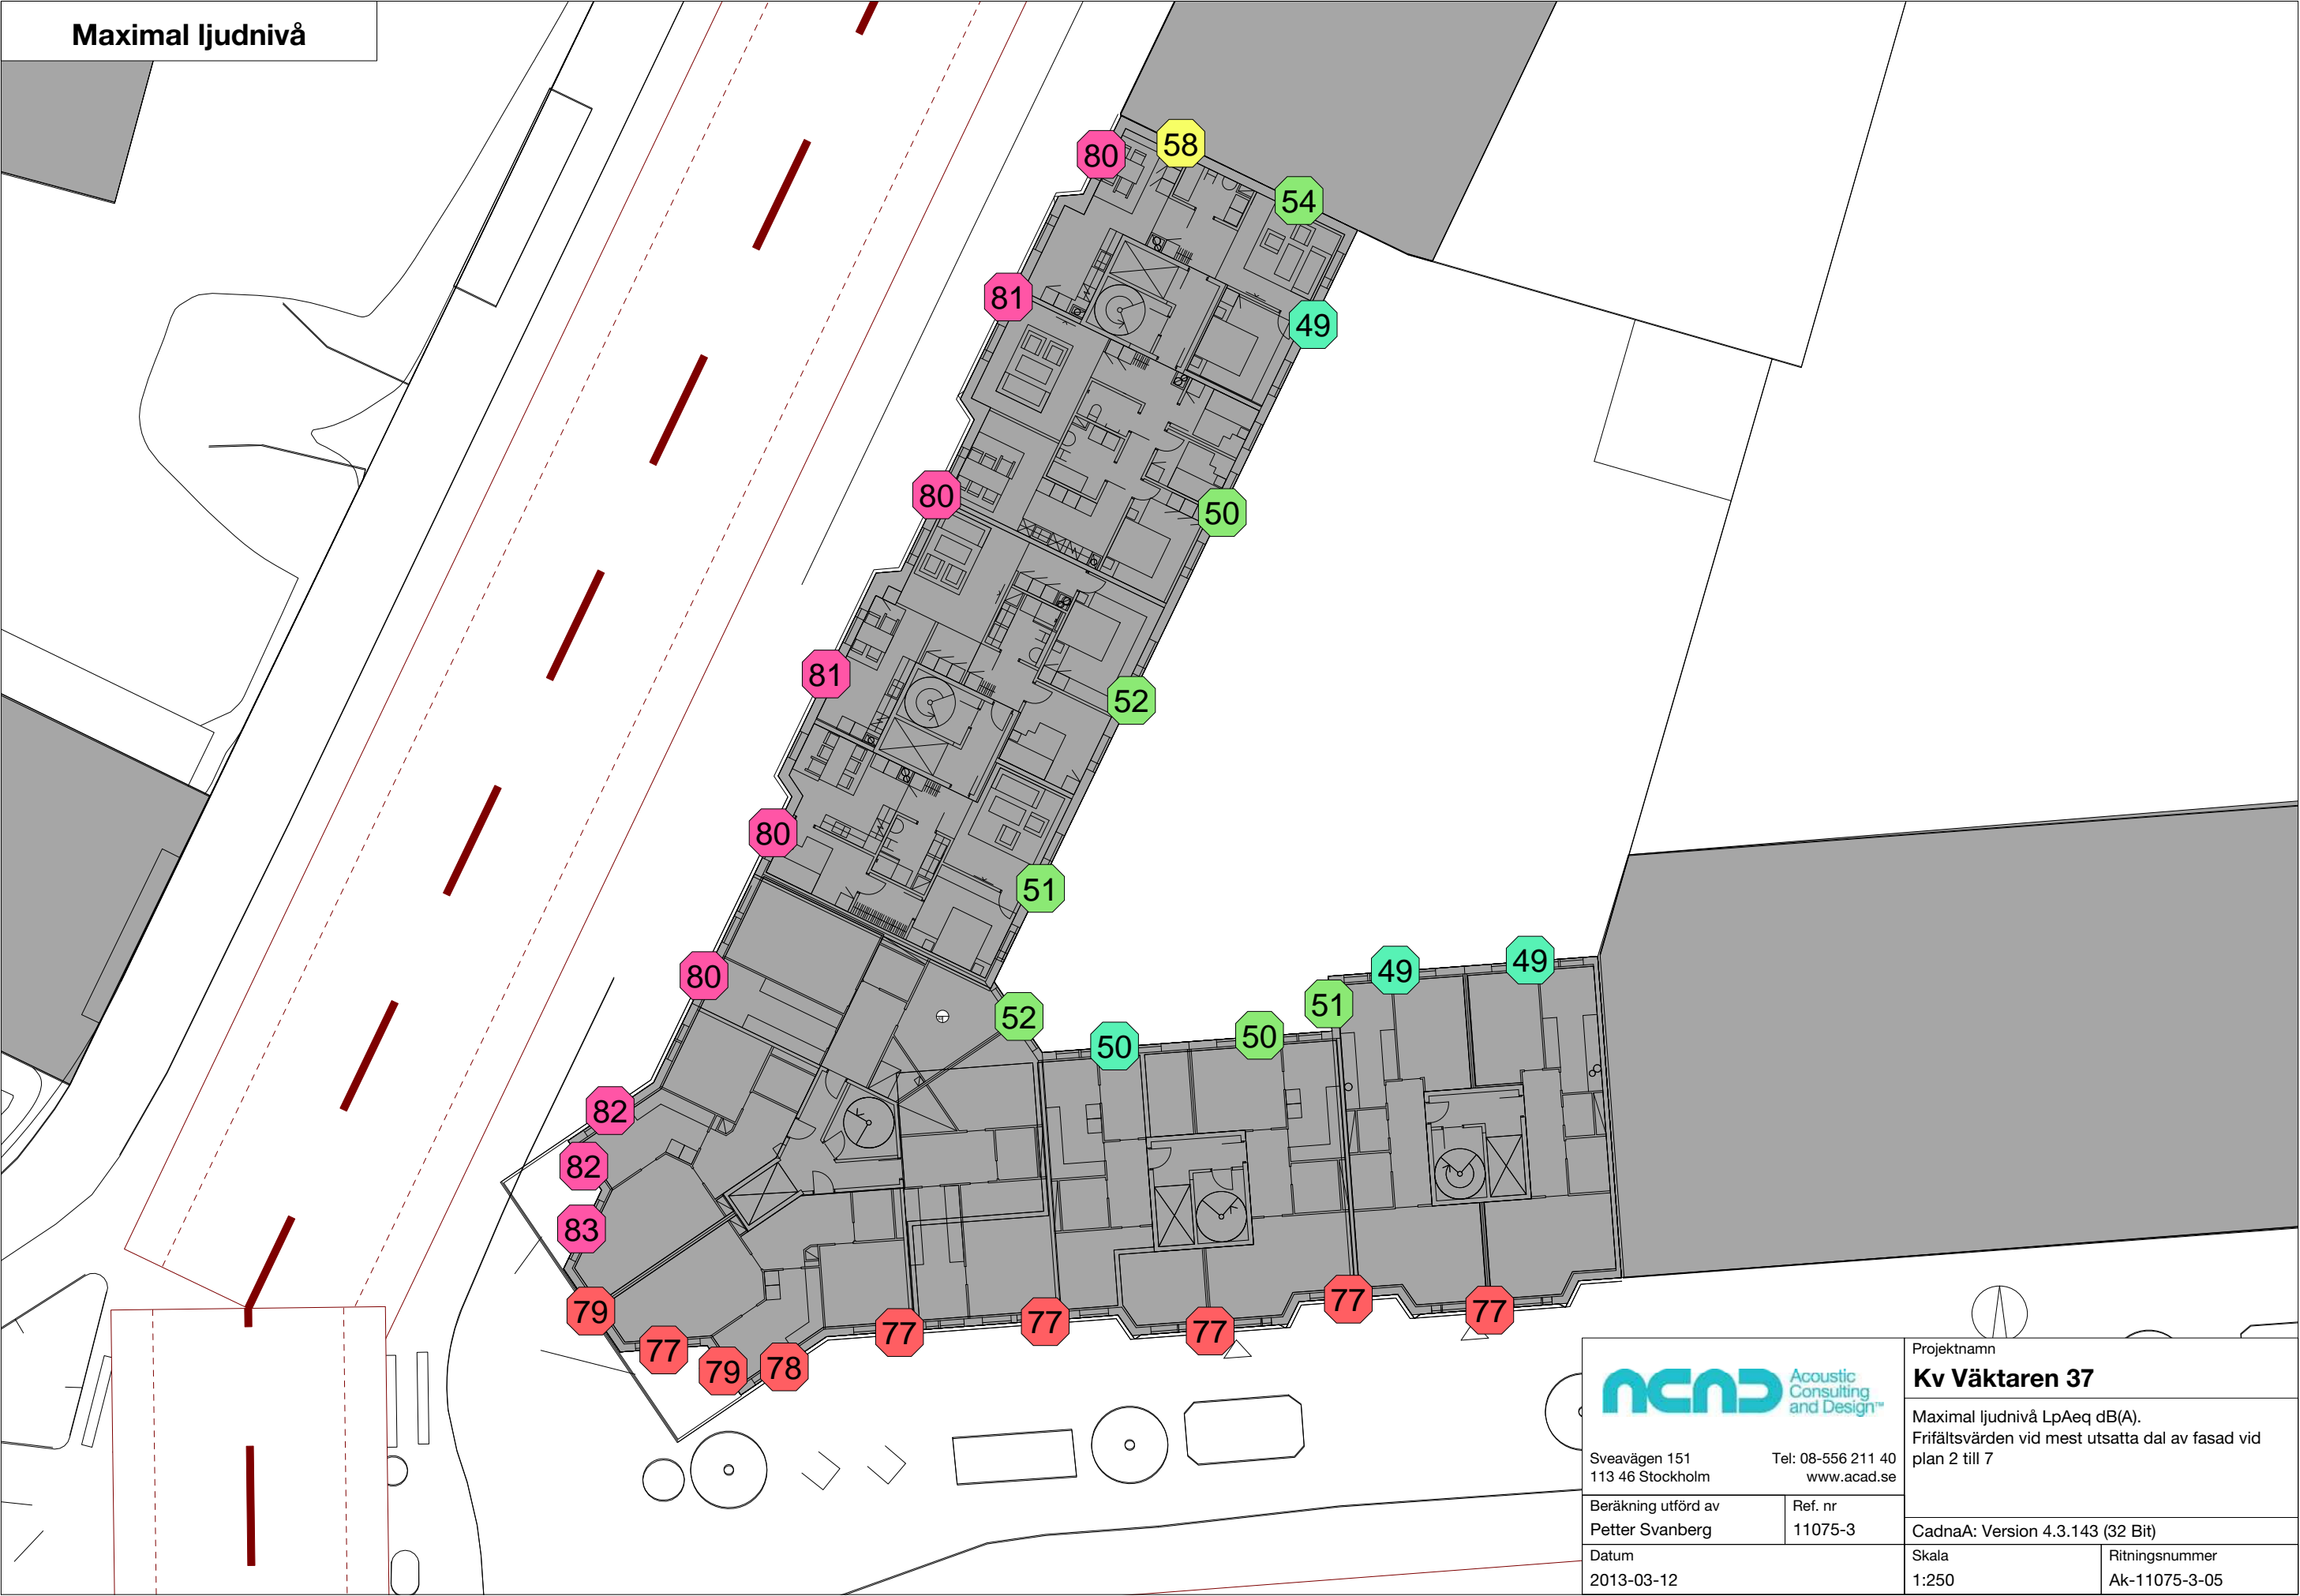 Maximal ljudnivå
80
58
54
81
49
80
50
81
52
80
51
80
52
50
50
51
49
49
82
82
83
79
77
79
78
77
77
77
77
77
ACAD
Acoustic
Consulting
and Design™
Sveavägen 151
Tel: 08-556 211 40
113 46 Stockholm
www.acad.se
Beräkning utförd av
Petter Svanberg
Ref. nr
11075-3
Datum
2013-03-12
Projektnamn
Kv Väktaren 37
Maximal ljudnivå LpAeq dB(A).
Frifältsvärden vid mest utsatta dal av fasad vid
plan 2 till 7
CadnaA: Version 4.3.143 (32 Bit)
Skala
1:250
Ritningsnummer
Ak-11075-3-05